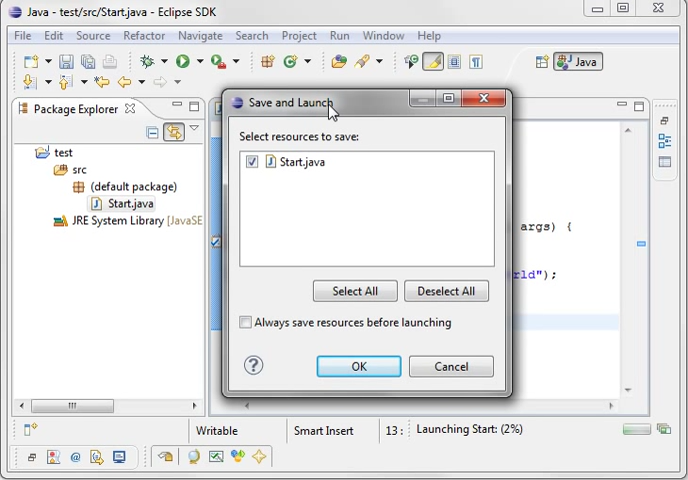 Java - test/src/Start.java - Eclipse SDK
File Edit Source Refactor Navigate Search Project Run Window Help
Java
Package Explorer
Save and Launch
Select resources to save:
Start.java
test
src
(default package)
Start.java
JRE System Library [JavaSE
args) {
rld");
Select All Deselect All
Always save resources before launching
OK Cancel
Writable Smart Insert 13 : Launching Start: (2%)